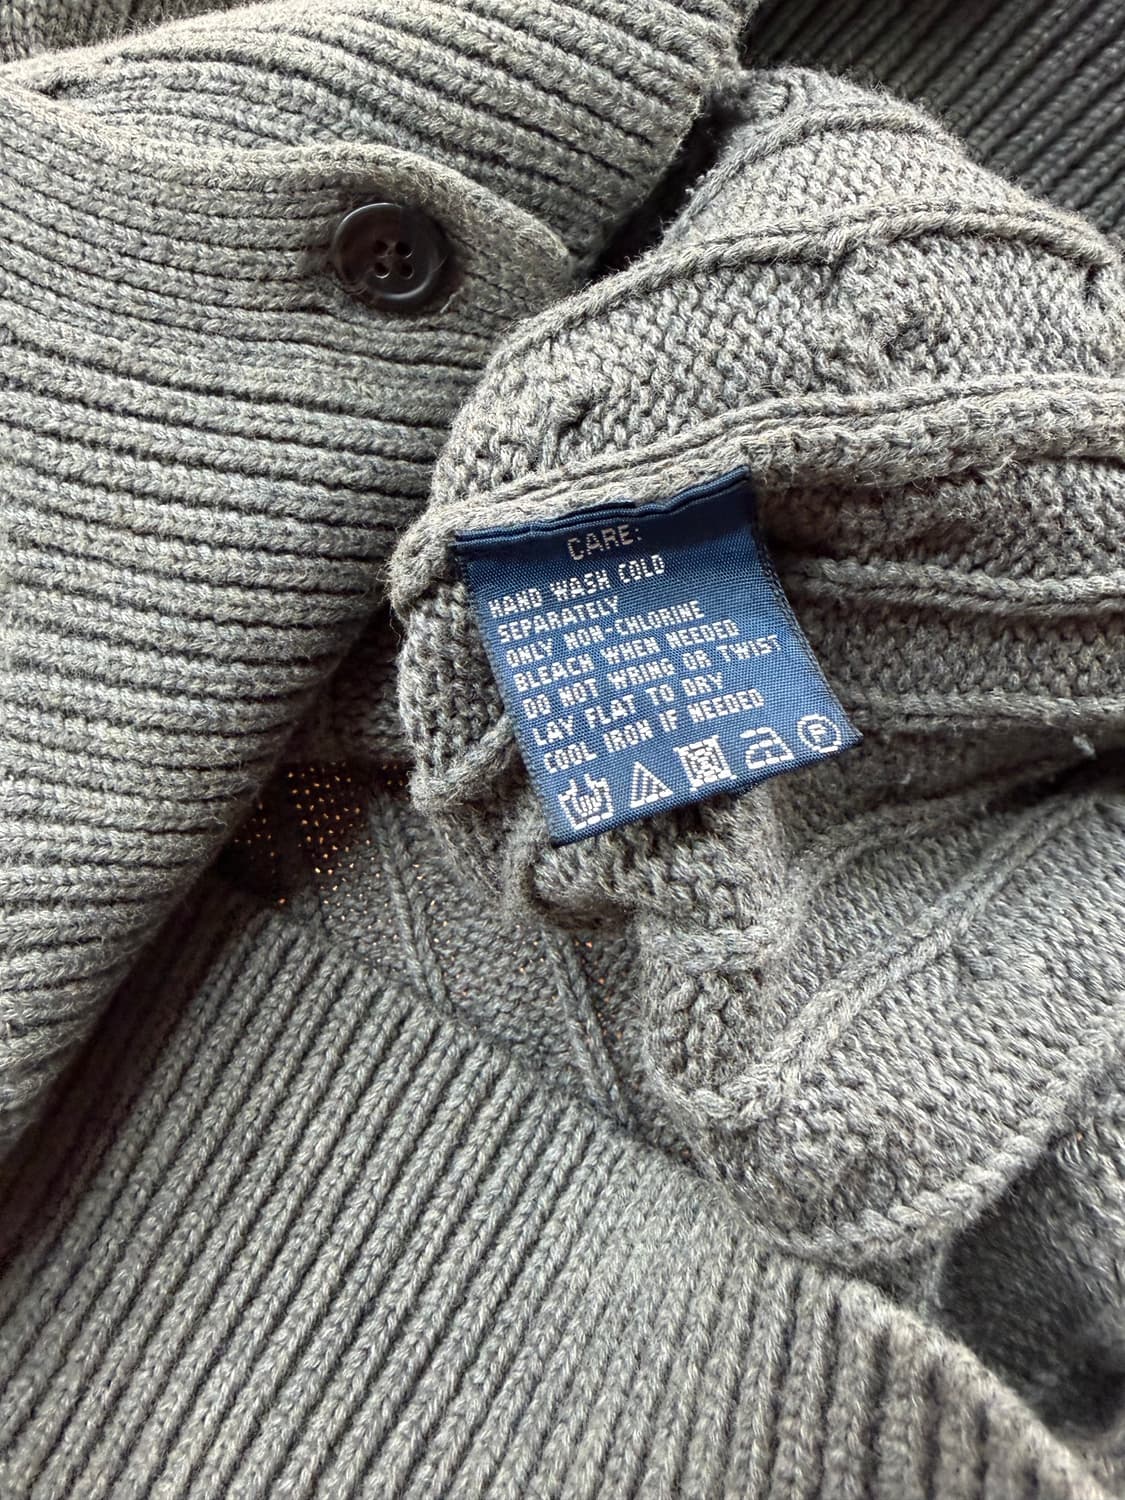 CARE:
HAND WASH COLD
SEPARATELY
ONLY NON-CHLORINE
BLEACH WHEN NEEDED
DO NOT WRING OR TWIST
LAY FLAT TO DRY
COOL IRON IF NEEDED
P